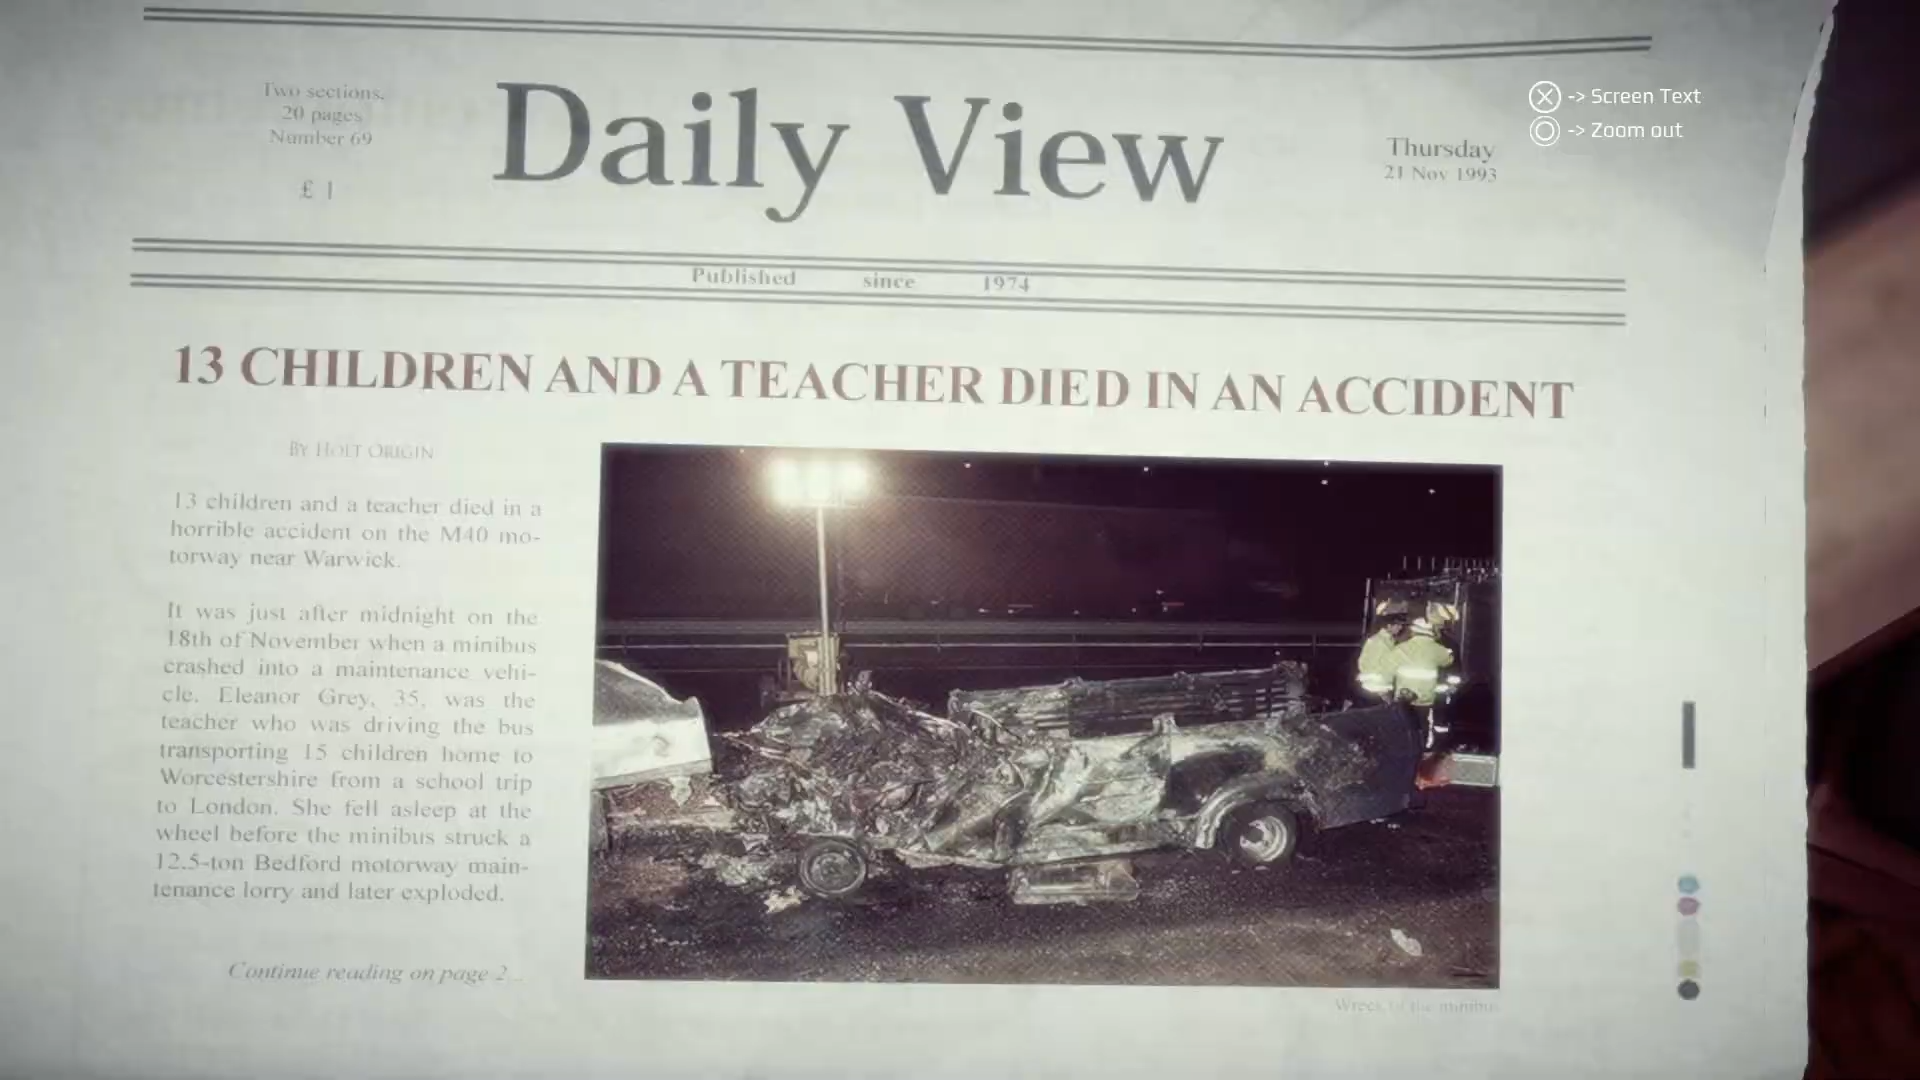 Two sections,
20 pages
Number 69
£ 1
Daily View
Thursday
21 Nov 1993
-> Screen Text
-> Zoom out
Published since 1974
13 CHILDREN AND A TEACHER DIED IN AN ACCIDENT
BY HOLT ORIGIN
13 children and a teacher died in a
horrible accident on the M40 mo-
torway near Warwick.
It was just after midnight on the
18th of November when a minibus
crashed into a maintenance vehi-
cle. Eleanor Grey, 35, was the
teacher who was driving the bus
transporting 15 children home to
Worcestershire from a school trip
to London. She fell asleep at the
wheel before the minibus struck a
12.5-ton Bedford motorway main-
tenance lorry and later exploded.
Continue reading on page 2...
Wreck of the minibus